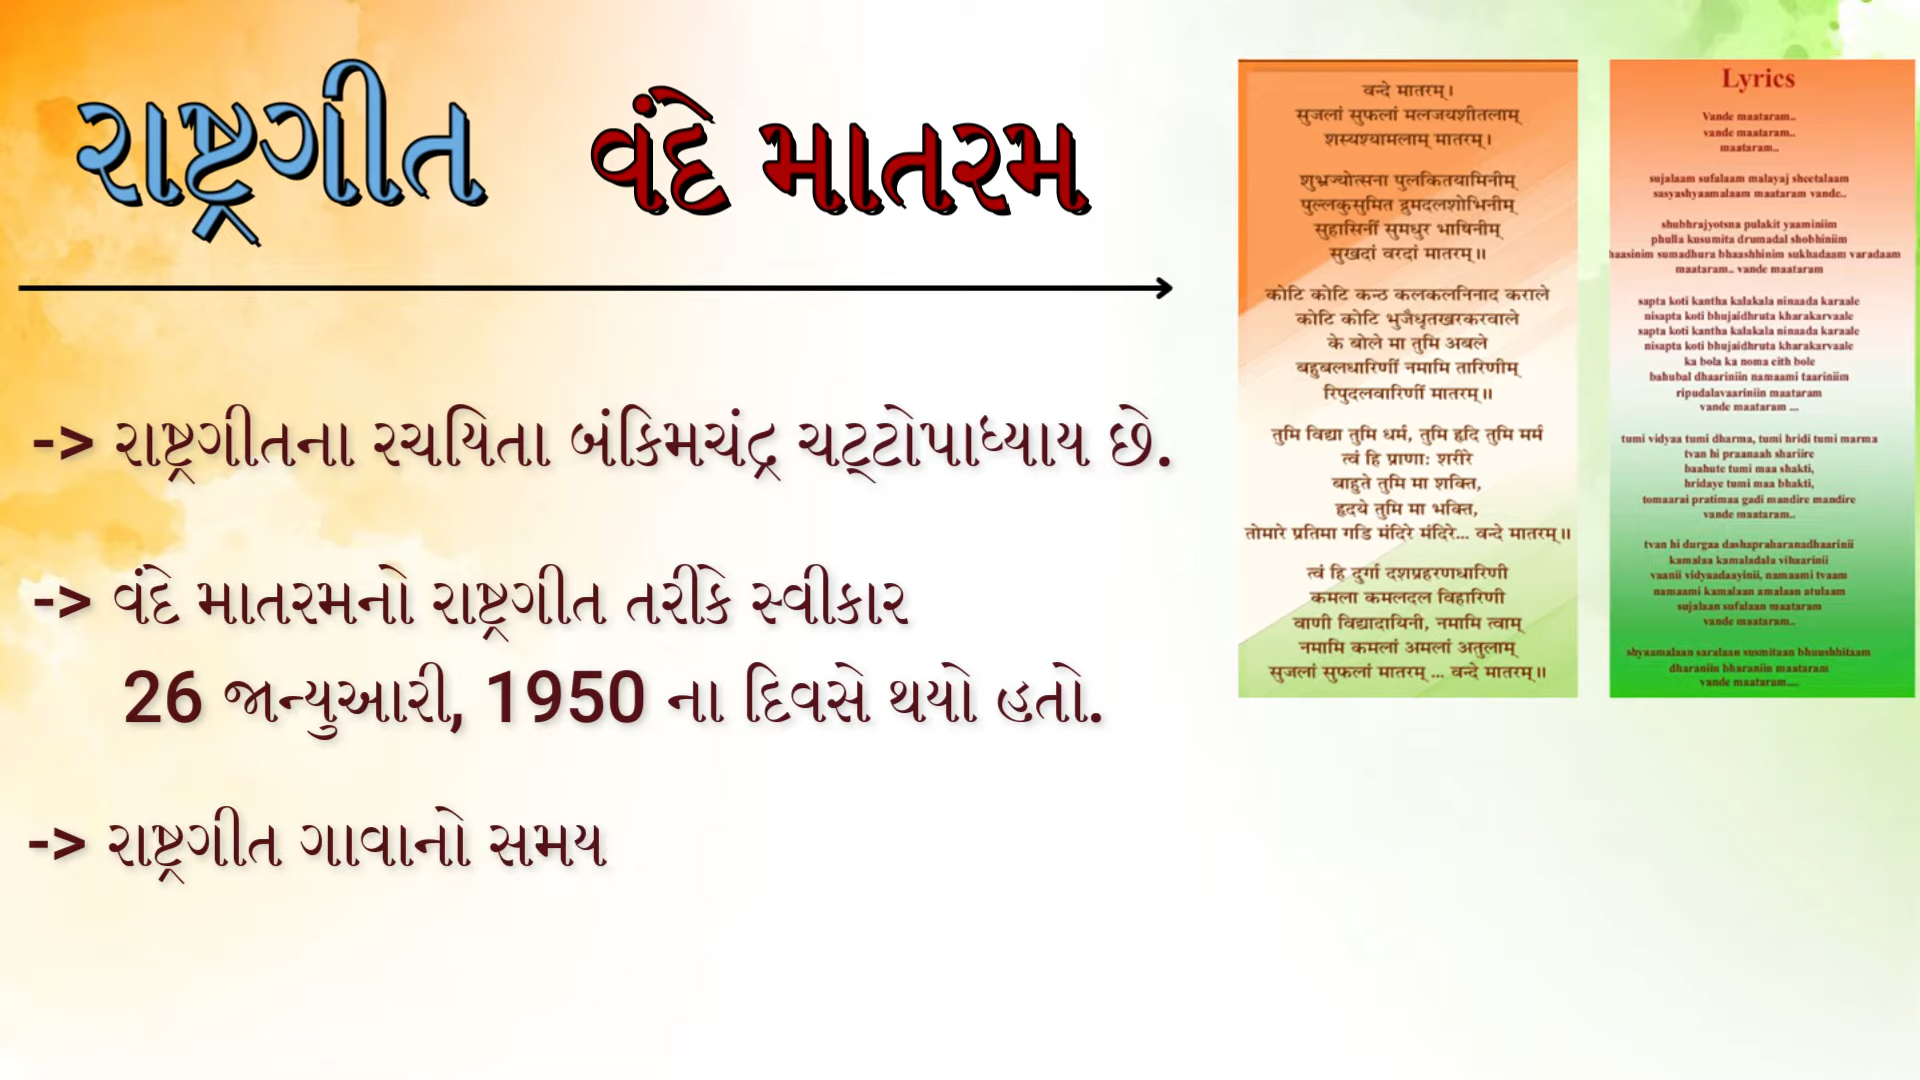 રાષ્ટ્રગીત વંદે માતરમ
-> રાષ્ટ્રગીતના રચયિતા બંકિમચંદ્ર ચટ્ટોપાધ્યાય છે.
-> વંદે માતરમનો રાષ્ટ્રગીત તરીકે સ્વીકાર
26 જાન્યુઆરી, 1950 ના દિવસે થયો હતો.
-> રાષ્ટ્રગીત ગાવાનો સમય
वन्दे मातरम्।
सुजलां सुफलां मलजयशीतलाम्
शस्यश्यामलाम् मातरम्।
शुभ्रज्योत्सना पुलकितयामिनीम्
पुल्लकुसुमित द्रुमदलशोभिनीम्
सुहासिनीं सुमधुर भाषिनीम्
सुखदां वरदां मातरम्॥
कोटि कोटि कन्ठ कलकलनिनाद कराले
कोटि कोटि भुजैधृतखरकरवाले
के बोले मा तुमि अबले
बहुबलधारिणीं नमामि तारिणीम्
रिपुदलवारिणीं मातरम्॥
तुमि विद्या तुमि धर्म, तुमि हृदि तुमि मर्म
त्वं हि प्राणाः शरीरे
बाहुते तुमि मा शक्ति,
हृदये तुमि मा भक्ति,
तोमारे प्रतिमा गडि मंदिरे मंदिरे... वन्दे मातरम्॥
त्वं हि दुर्गा दशप्रहरणधारिणी
कमला कमलदल विहारिणी
वाणी विद्यादायिनी, नमामि त्वाम्
नमामि कमलां अमलां अतुलाम्
सुजलां सुफलां मातरम् ... वन्दे मातरम्॥
Lyrics
Vande maataram..
vande maataram..
maataram..
sujalaam sufalaam malayaj sheetalaam
sasyashyaamalaam maataram vande..
shubhrajyotsna pulakit yaaminiim
phulla kusumita drumadal shobhiniim
haasinim sumadhura bhaashhinim sukhadaam varadaam
maataram.. vande maataram
sapta koti kantha kalakala ninaada karaale
nisapta koti bhujaidhruta kharakarvaale
sapta koti kantha kalakala ninaada karaale
nisapta koti bhujaidhruta kharakarvaale
ka bola ka noma eith bole
bahubal dhaariniin namaami taariniim
ripudalavaariniin maataram
vande maataram ...
tumi vidyaa tumi dharma, tumi hridi tumi marma
tvan hi praanaah shariire
baahute tumi maa shakti,
hridaye tumi maa bhakti,
tomaarai pratimaa gadi mandire mandire
vande maataram..
tvan hi durgaa dashapraharanadhaarinii
kamalaa kamaladala vihaarinii
vaanii vidyaadaayinii, namaami tvaam
namaami kamalaan amalaan atulaam
sujalaan sufalaan maataram
vande maataram..
shyaamalaan saralaan susmitaan bhuushhitaam
dharaniin bharaniin maataram
vande maataram....